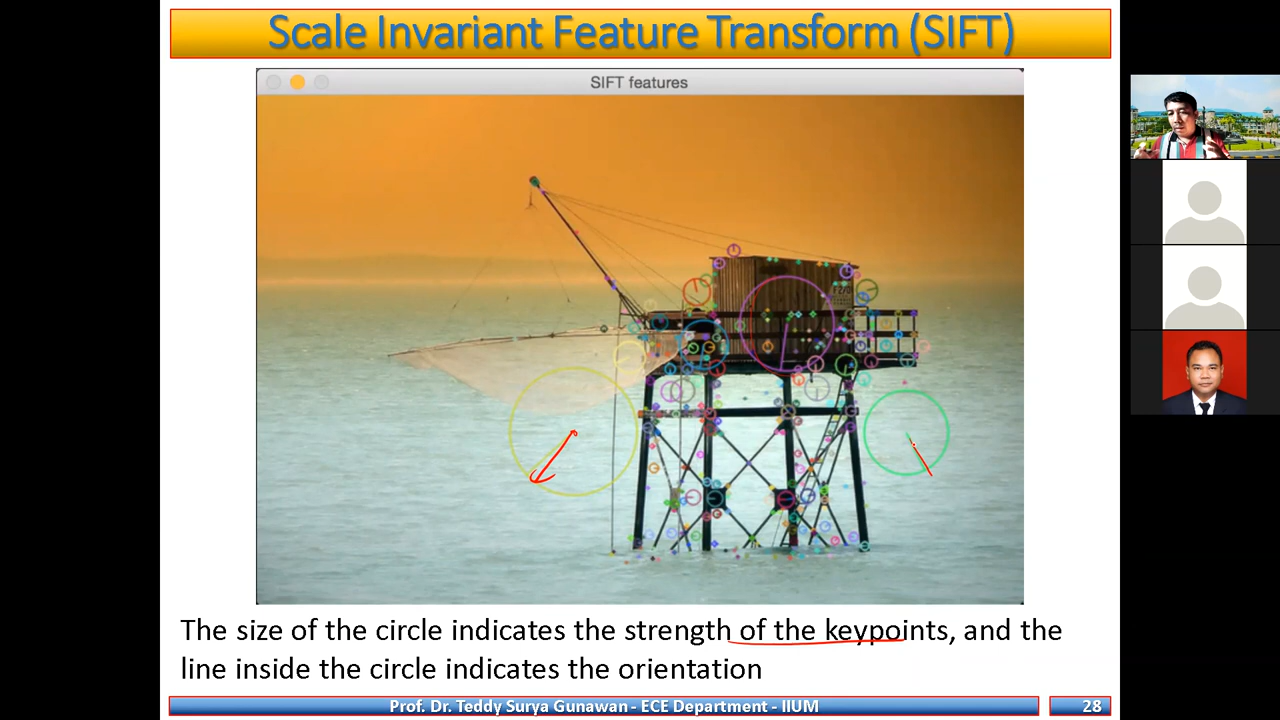 Scale Invariant Feature Transform (SIFT)
SIFT features
The size of the circle indicates the strength of the keypoints, and the
line inside the circle indicates the orientation
Prof. Dr. Teddy Surya Gunawan - ECE Department - IIUM
28